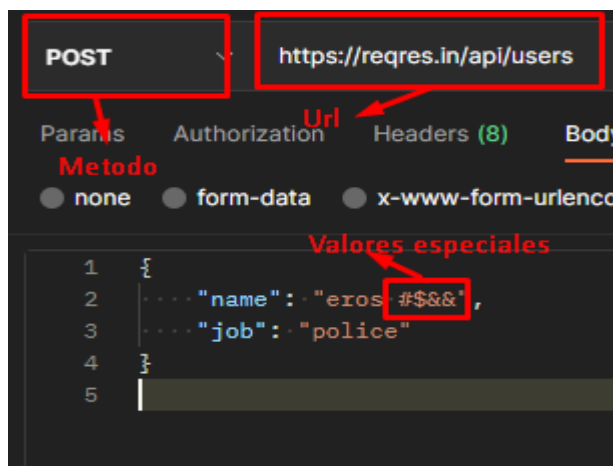 POST https://reqres.in/api/users
Url
Params Authorization Headers (8) Body
Metodo
none form-data x-www-form-urlenco
Valores especiales
1 {
2 "name": "eros #$&&",
3 "job": "police"
4 }
5